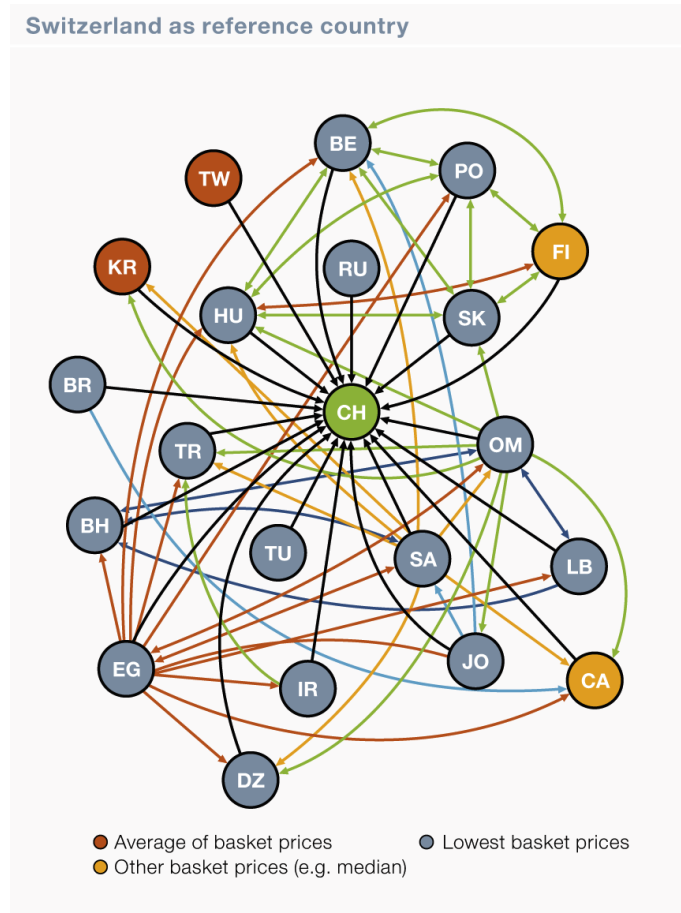 Switzerland as reference country
BE
PO
TW
FI
KR
RU
HU
SK
BR
CH
TR
OM
BH
TU
SA
LB
EG
JO
IR
CA
DZ
Average of basket prices
Lowest basket prices
Other basket prices (e.g. median)